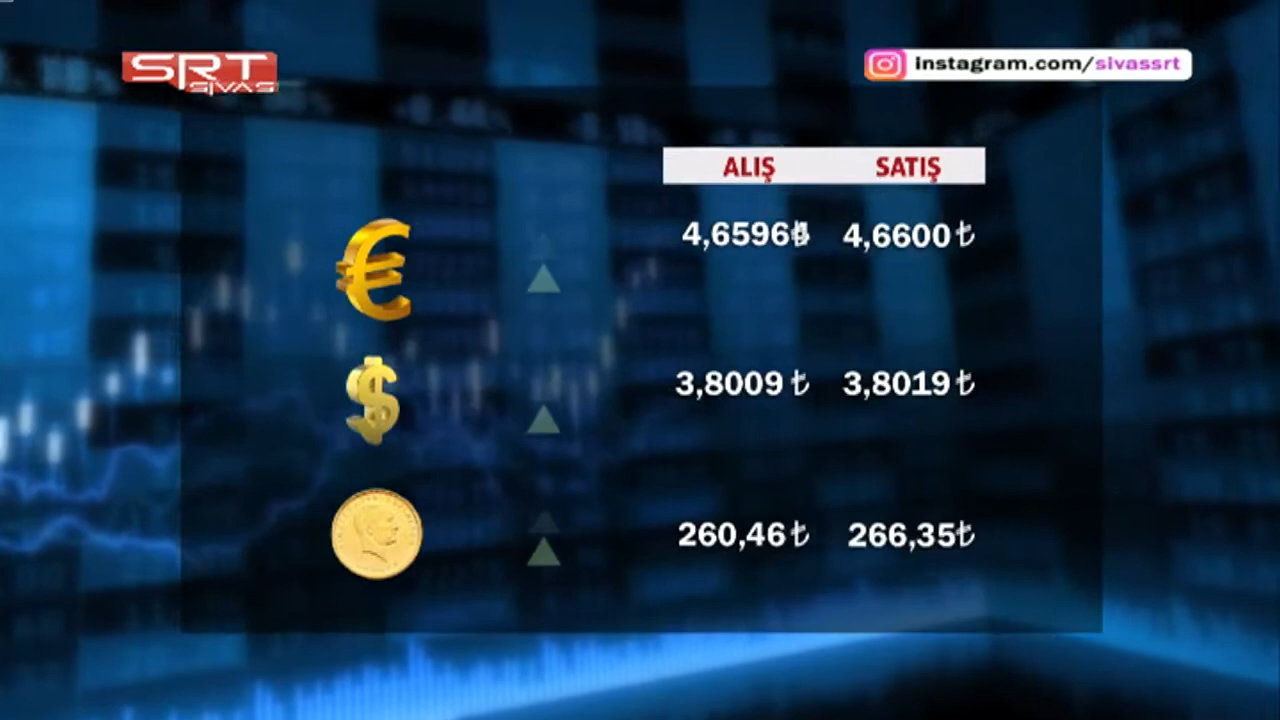 SRT
SİVAS
instagram.com/sivassrt
ALIŞ SATIŞ
4,6596₺ 4,6600₺
3,8009₺ 3,8019₺
260,46₺ 266,35₺